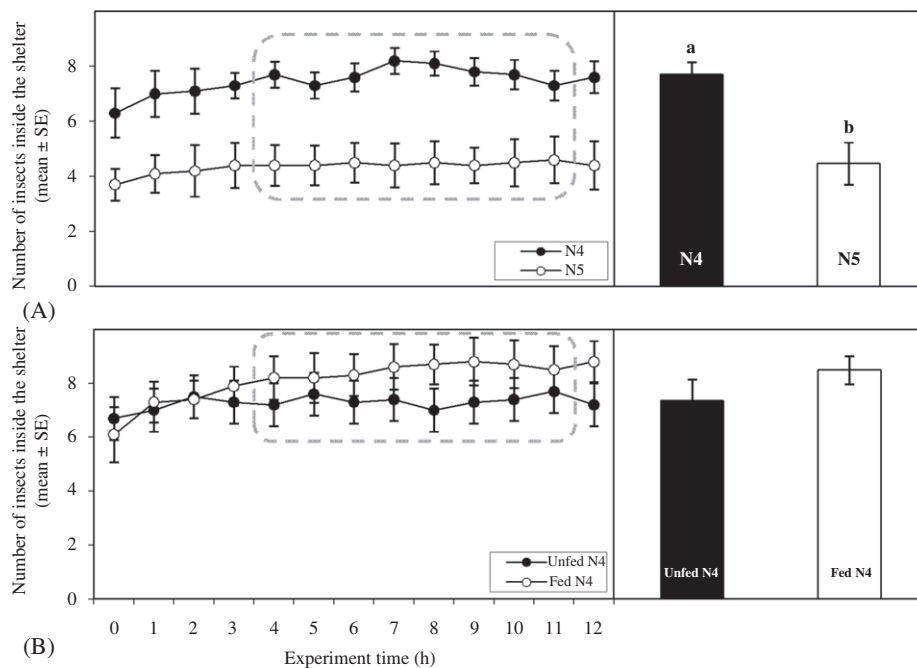 Number of insects inside the shelter
(mean ± SE)
8
6
4
2
0
N4
N5
a
b
N4
N5
(A)
Number of insects inside the shelter
(mean ± SE)
8
6
4
2
0
Unfed N4
Fed N4
Unfed N4
Fed N4
0 1 2 3 4 5 6 7 8 9 10 11 12
(B)
Experiment time (h)